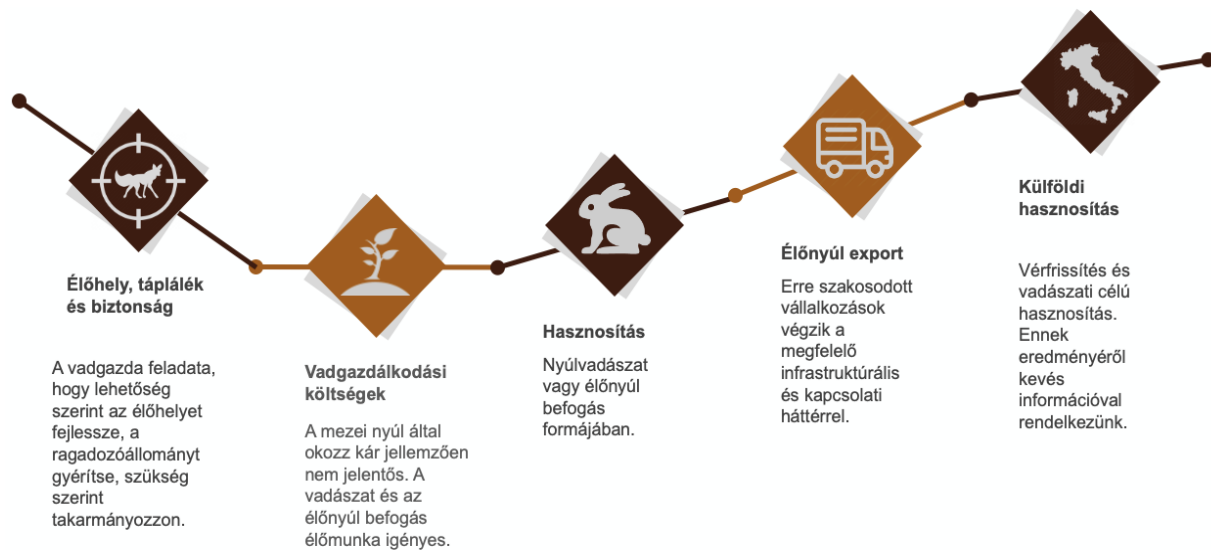 Élőhely, táplálék
és biztonság
A vadgazda feladata,
hogy lehetőség
szerint az élőhelyet
fejlessze, a
ragadozóállományt
gyérítse, szükség
szerint
takarmányozzon.
Vadgazdálkodási
költségek
A mezei nyúl által
okozz kár jellemzően
nem jelentős. A
vadászat és az
élőnyúl befogás
élőmunka igényes.
Hasznosítás
Nyúlvadászat
vagy élőnyúl
befogás
formájában.
Élőnyúl export
Erre szakosodott
vállalkozások
végzik a
megfelelő
infrastruktúrális
és kapcsolati
háttérrel.
Külföldi
hasznosítás
Vérfrissítés és
vadászati célú
hasznosítás.
Ennek
eredményéről
kevés
információval
rendelkezünk.